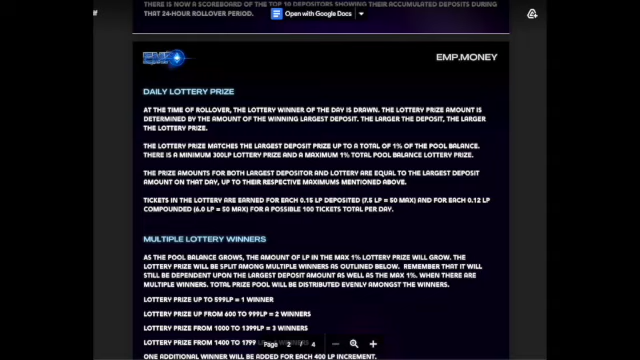 THERE IS NOW A SCOREBOARD OF THE TOP 10 DEPOSITORS SHOWING THEIR ACCUMULATED DEPOSITS DURING
THAT 24-HOUR ROLLOVER PERIOD.
Open with Google Docs
EMP
EMP.MONEY
DAILY LOTTERY PRIZE
AT THE TIME OF ROLLOVER, THE LOTTERY WINNER OF THE DAY IS DRAWN. THE LOTTERY PRIZE AMOUNT IS
DETERMINED BY THE AMOUNT OF THE WINNING LARGEST DEPOSIT. THE LARGER THE DEPOSIT, THE LARGER
THE LOTTERY PRIZE.
THE LOTTERY PRIZE MATCHES THE LARGEST DEPOSIT PRIZE UP TO A TOTAL OF 1% OF THE POOL BALANCE.
THERE IS A MINIMUM 300LP LOTTERY PRIZE AND A MAXIMUM 1% TOTAL POOL BALANCE LOTTERY PRIZE.
THE PRIZE AMOUNTS FOR BOTH LARGEST DEPOSITOR AND LOTTERY ARE EQUAL TO THE LARGEST DEPOSIT
AMOUNT ON THAT DAY, UP TO THEIR RESPECTIVE MAXIMUMS MENTIONED ABOVE.
TICKETS IN THE LOTTERY ARE EARNED FOR EACH 0.15 LP DEPOSITED (7.5 LP = 50 MAX) AND FOR EACH 0.12 LP
COMPOUNDED (6.0 LP = 50 MAX) FOR A POSSIBLE 100 TICKETS TOTAL PER DAY.
MULTIPLE LOTTERY WINNERS
AS THE POOL BALANCE GROWS, THE AMOUNT OF LP IN THE MAX 1% LOTTERY PRIZE WILL GROW. THE
LOTTERY PRIZE WILL BE SPLIT AMONG MULTIPLE WINNERS AS OUTLINED BELOW. REMEMBER THAT IT WILL
STILL BE DEPENDENT UPON THE LARGEST DEPOSIT AMOUNT AS WELL AS THE MAX 1%. WHEN THERE ARE
MULTIPLE WINNERS. TOTAL PRIZE POOL WILL BE DISTRIBUTED EVENLY AMONGST THE WINNERS.
LOTTERY PRIZE UP TO 599LP = 1 WINNER
LOTTERY PRIZE UP FROM 600 TO 999LP = 2 WINNERS
LOTTERY PRIZE FROM 1000 TO 1399LP = 3 WINNERS
LOTTERY PRIZE FROM 1400 TO 1799
Page 2 / 4
ONE ADDITIONAL WINNER WILL BE ADDED FOR EACH 400 LP INCREMENT.